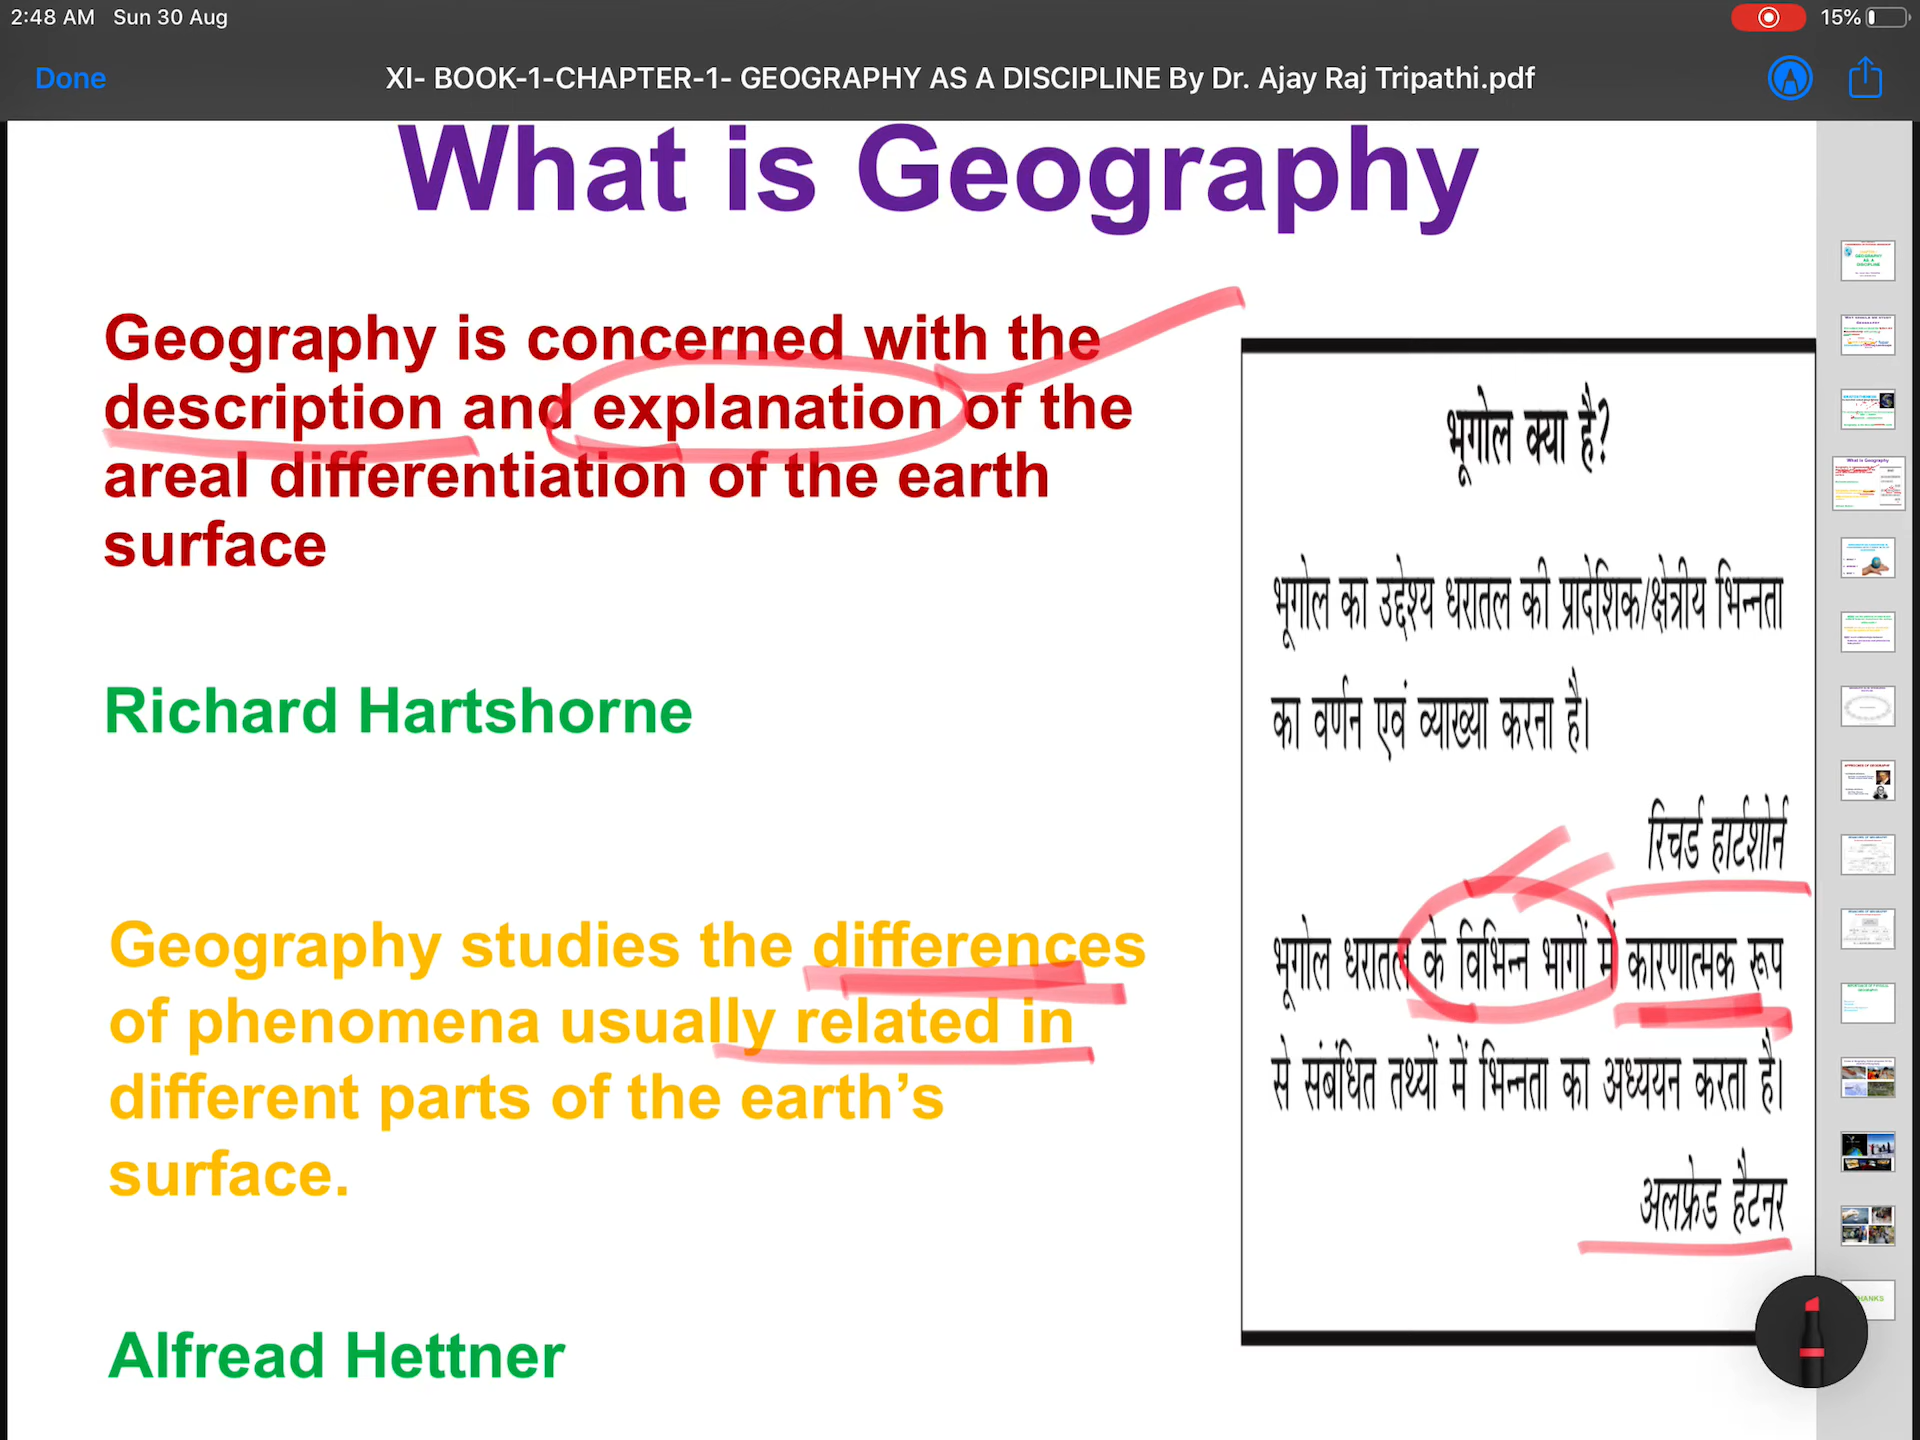 2:48 AM Sun 30 Aug
15%
Done
XI- BOOK-1-CHAPTER-1- GEOGRAPHY AS A DISCIPLINE By Dr. Ajay Raj Tripathi.pdf
What is Geography
Geography is concerned with the
description and explanation of the
areal differentiation of the earth
surface
Richard Hartshorne
Geography studies the differences
of phenomena usually related in
different parts of the earth’s
surface.
Alfread Hettner
भूगोल क्या है?
भूगोल का उद्देश्य धरातल की प्रादेशिक/क्षेत्रीय भिन्नता
का वर्णन एवं व्याख्या करना है।
रिचर्ड हार्टशोर्न
भूगोल धरातल के विभिन्न भागों में कारणात्मक रूप
से संबंधित तथ्यों में भिन्नता का अध्ययन करता है।
अलफ्रेड हैटनर
What is Geography